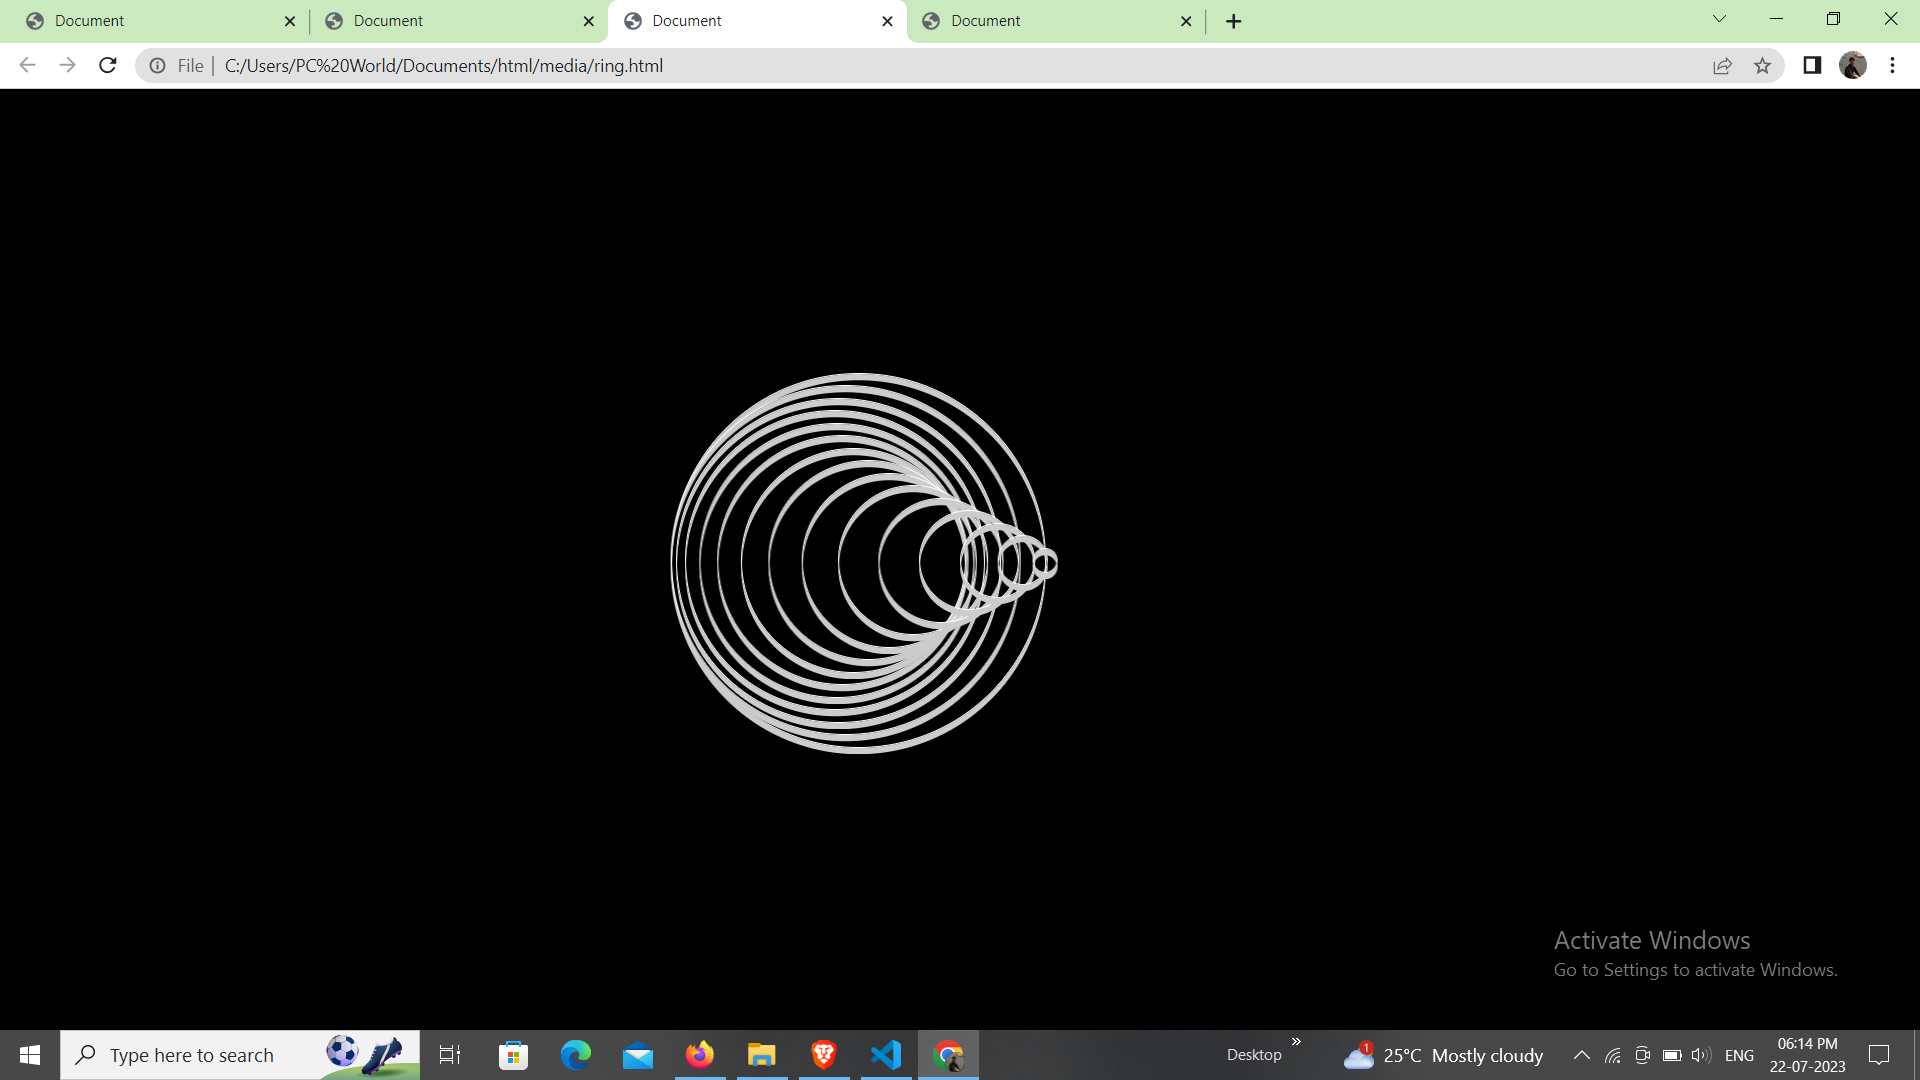 Document
Document
Document
Document
File | C:/Users/PC%20World/Documents/html/media/ring.html
Activate Windows
Go to Settings to activate Windows.
Type here to search
Desktop
»
1
25°C Mostly cloudy
ENG
06:14 PM
22-07-2023